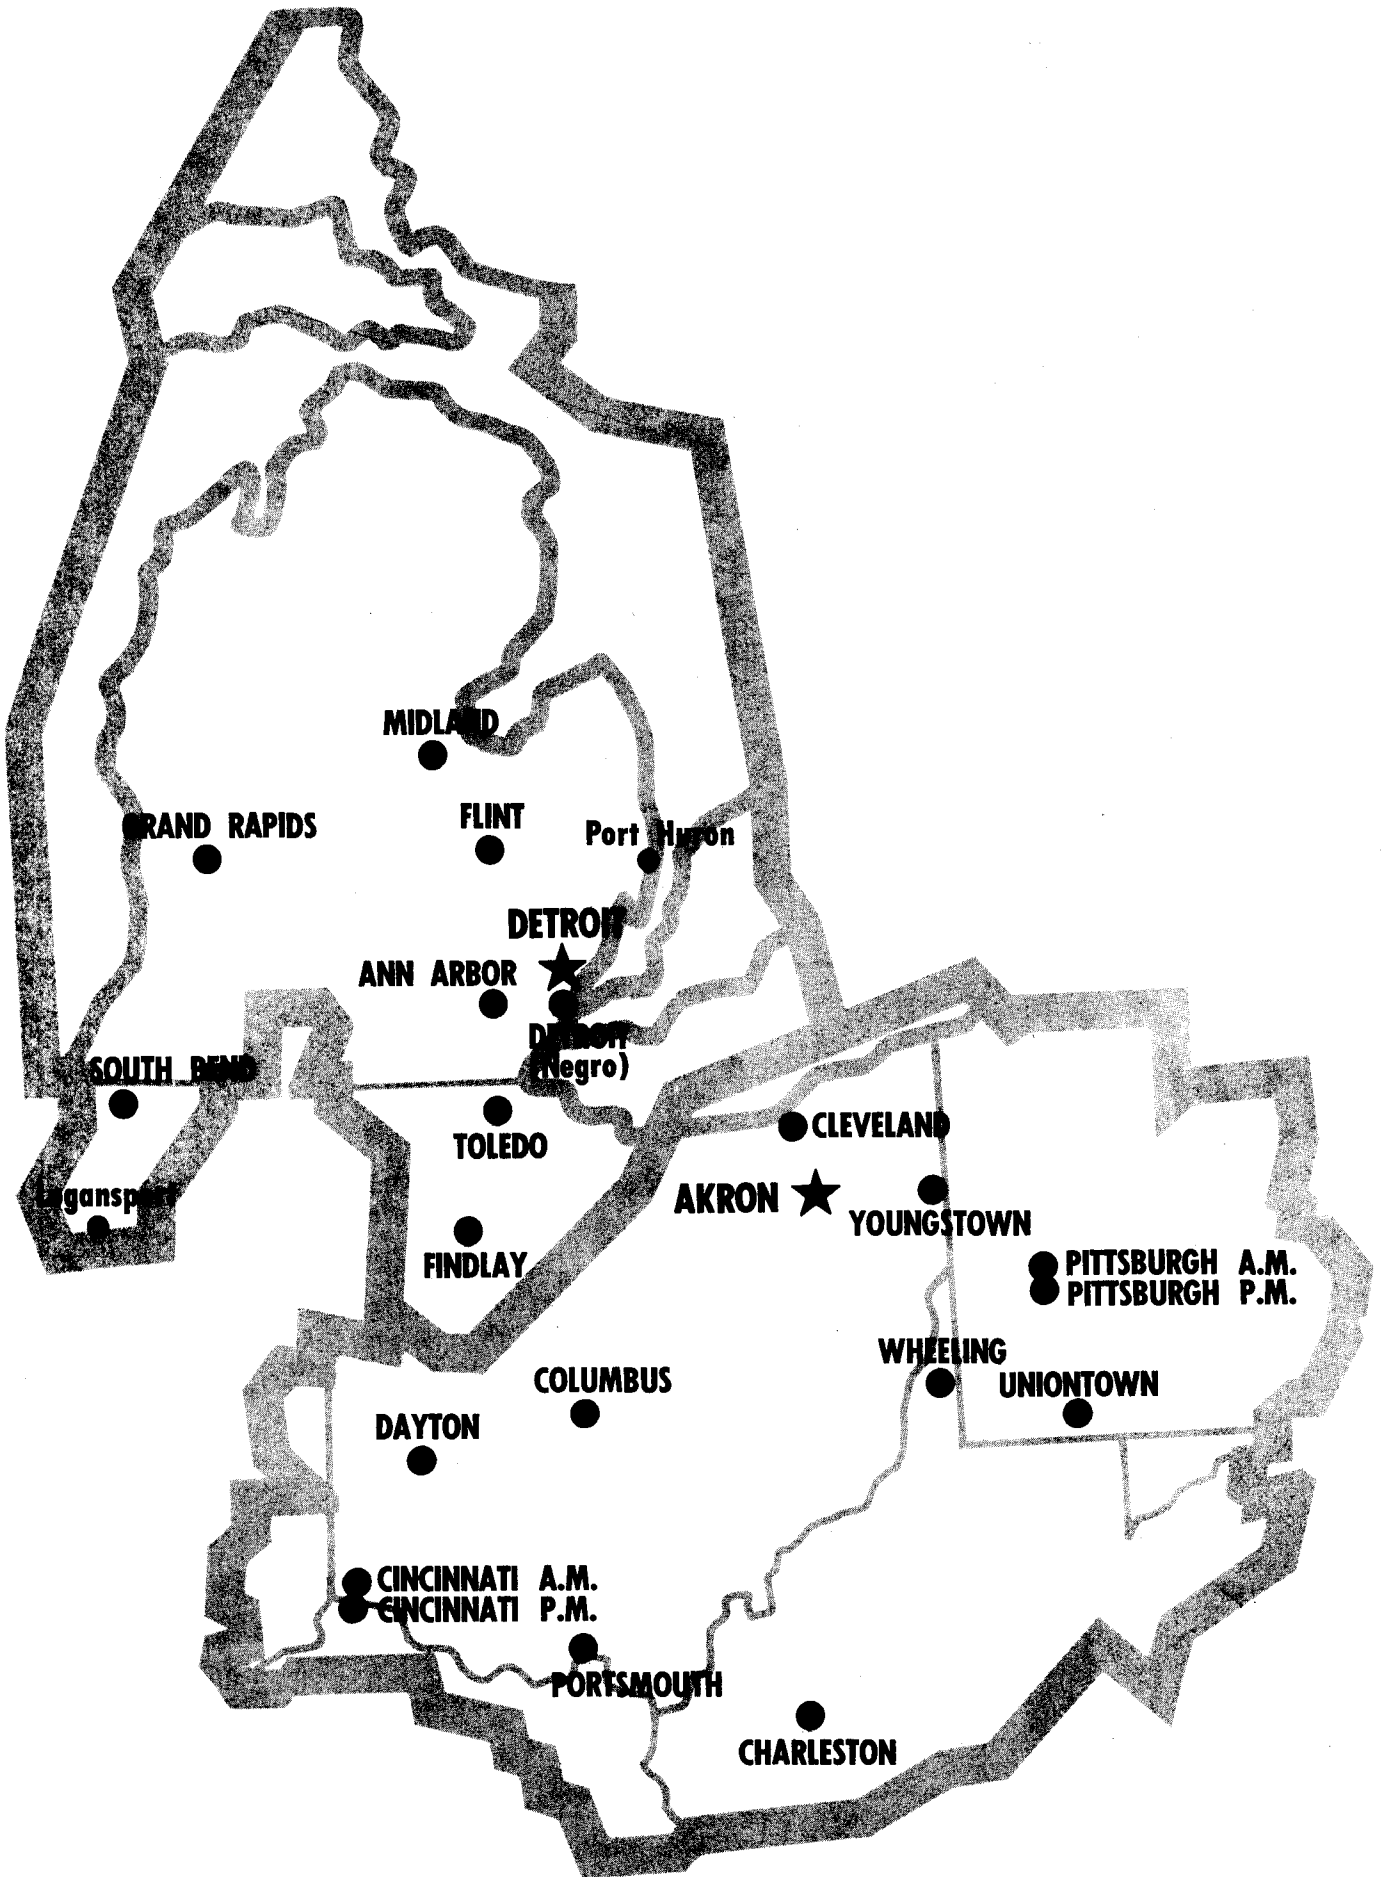 MIDLAND
GRAND RAPIDS
FLINT
Port Huron
DETROIT
ANN ARBOR
DETROIT
(Negro)
SOUTH BEND
TOLEDO
CLEVELAND
Logansport
AKRON
YOUNGSTOWN
FINDLAY
PITTSBURGH A.M.
PITTSBURGH P.M.
WHEELING
UNIONTOWN
COLUMBUS
DAYTON
CINCINNATI A.M.
CINCINNATI P.M.
PORTSMOUTH
CHARLESTON